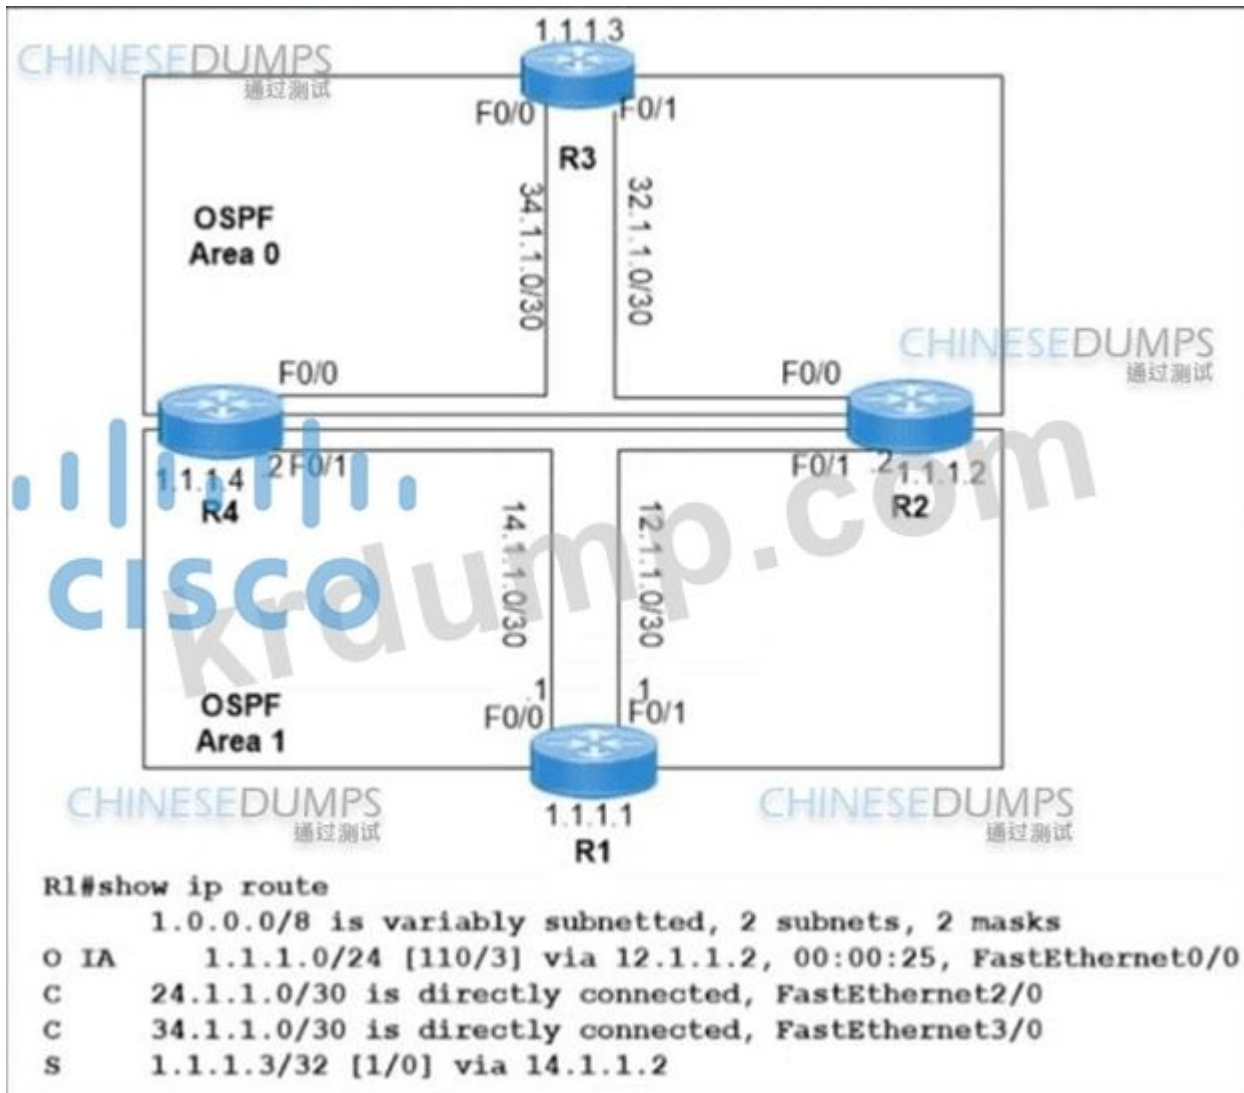 1.1.1.3
CHINESEDUMPS
通过测试
F0/0
F0/1
R3
34.1.1.0/30
32.1.1.0/30
OSPF
Area 0
CHINESEDUMPS
通过测试
F0/0
F0/0
.2 F0/1
F0/1 .2
1.1.1.4
1.1.1.2
R4
R2
14.1.1.0/30
12.1.1.0/30
CISCO
krdump.com
OSPF
Area 1
.1
.1
F0/0
F0/1
CHINESEDUMPS
通过测试
CHINESEDUMPS
通过测试
1.1.1.1
R1
R1#show ip route
1.0.0.0/8 is variably subnetted, 2 subnets, 2 masks
O IA 1.1.1.0/24 [110/3] via 12.1.1.2, 00:00:25, FastEthernet0/0
C 24.1.1.0/30 is directly connected, FastEthernet2/0
C 34.1.1.0/30 is directly connected, FastEthernet3/0
S 1.1.1.3/32 [1/0] via 14.1.1.2